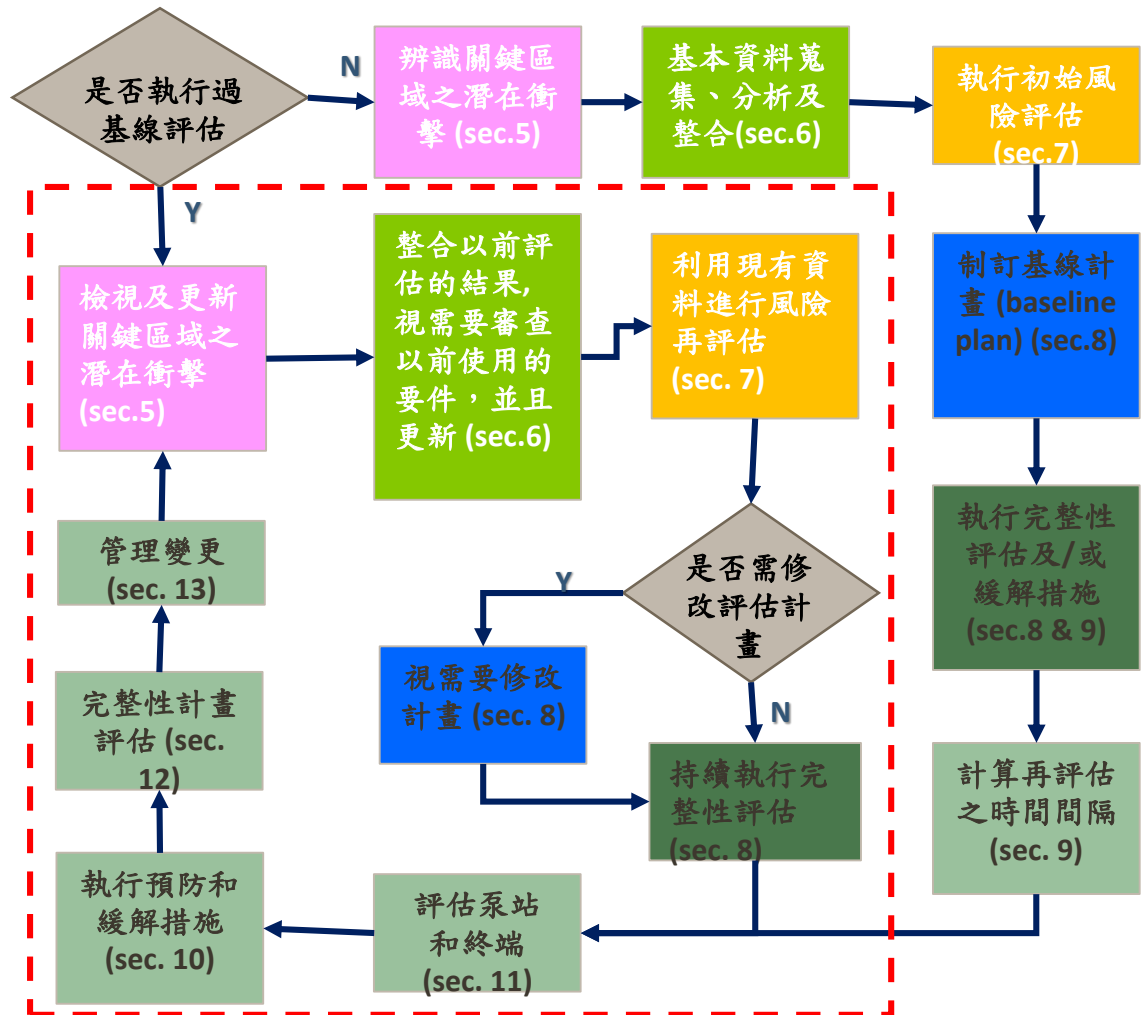 是否執行過
基線評估
N
辨識關鍵區
域之潛在衝
擊 (sec.5)
基本資料蒐
集、分析及
整合(sec.6)
執行初始風
險評估
(sec.7)
Y
檢視及更新
關鍵區域之
潛在衝擊
(sec.5)
整合以前評
估的結果,
視需要審查
以前使用的
要件，並且
更新 (sec.6)
利用現有資
料進行風險
再評估
(sec. 7)
制訂基線計
畫 (baseline
plan) (sec.8)
管理變更
(sec. 13)
Y
是否需修
改評估計
畫
執行完整性
評估及/或
緩解措施
(sec.8 & 9)
視需要修改
計畫 (sec. 8)
N
完整性計畫
評估 (sec.
12)
持續執行完
整性評估
(sec. 8)
計算再評估
之時間間隔
(sec. 9)
執行預防和
緩解措施
(sec. 10)
評估泵站
和終端
(sec. 11)